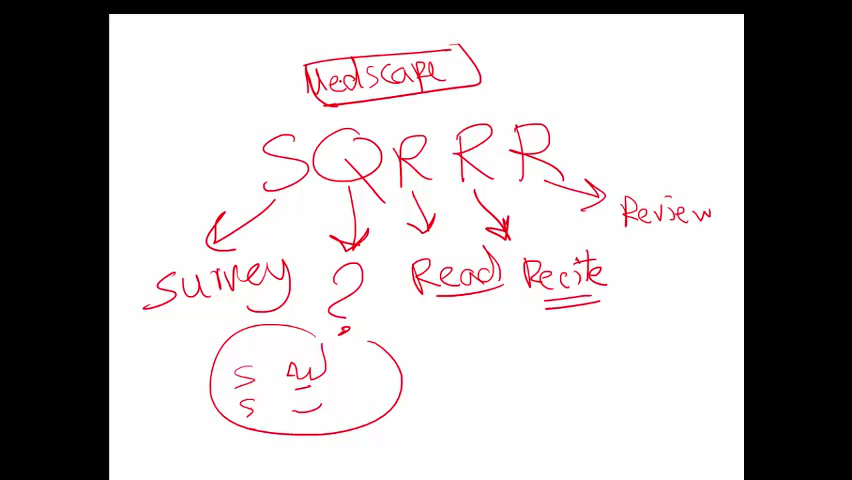 Medscape
SQRRR
Review
Survey ? Read Recite
S
S